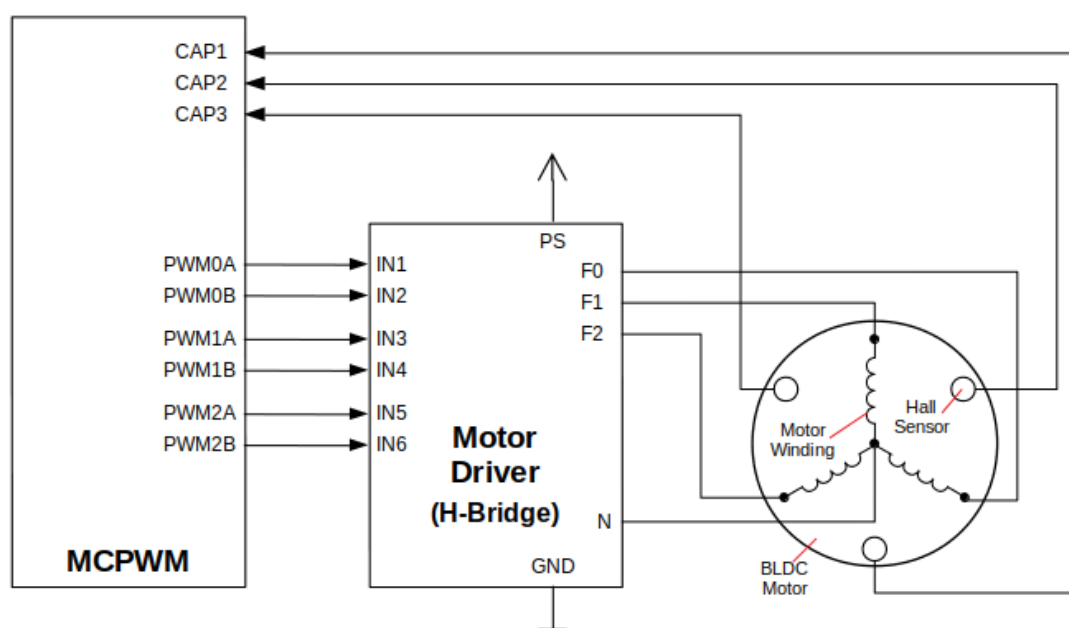 CAP1
CAP2
CAP3
PWM0A
PWM0B
PWM1A
PWM1B
PWM2A
PWM2B
MCPWM
PS
IN1
IN2
IN3
IN4
IN5
IN6
F0
F1
F2
Motor
Driver
(H-Bridge)
N
GND
Motor
Winding
Hall
Sensor
BLDC
Motor